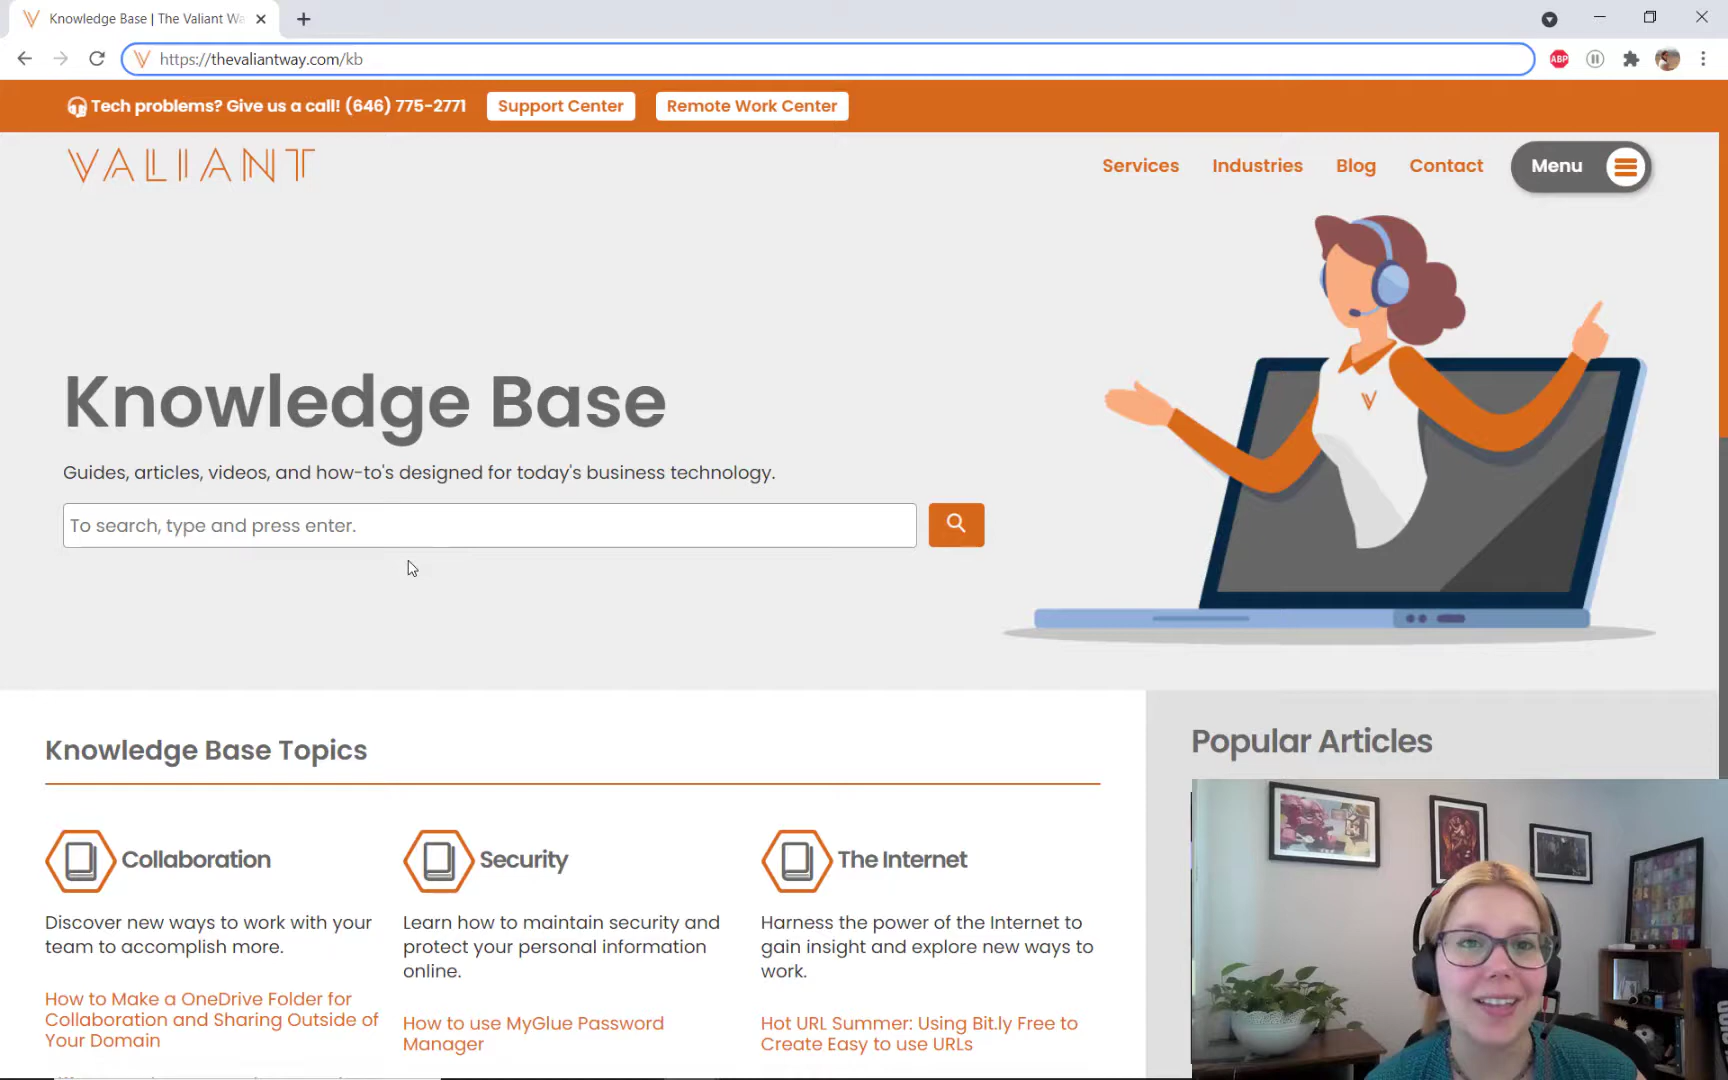 Knowledge Base | The Valiant Wa
https://thevaliantway.com/kb
ABP
Tech problems? Give us a call! (646) 775-2771
Support Center
Remote Work Center
VALIANT
Services
Industries
Blog
Contact
Menu
Knowledge Base
Guides, articles, videos, and how-to's designed for today's business technology.
To search, type and press enter.
Knowledge Base Topics
Popular Articles
Collaboration
Discover new ways to work with your
team to accomplish more.
How to Make a OneDrive Folder for
Collaboration and Sharing Outside of
Your Domain
Security
Learn how to maintain security and
protect your personal information
online.
How to use MyGlue Password
Manager
The Internet
Harness the power of the Internet to
gain insight and explore new ways to
work.
Hot URL Summer: Using Bit.ly Free to
Create Easy to use URLs